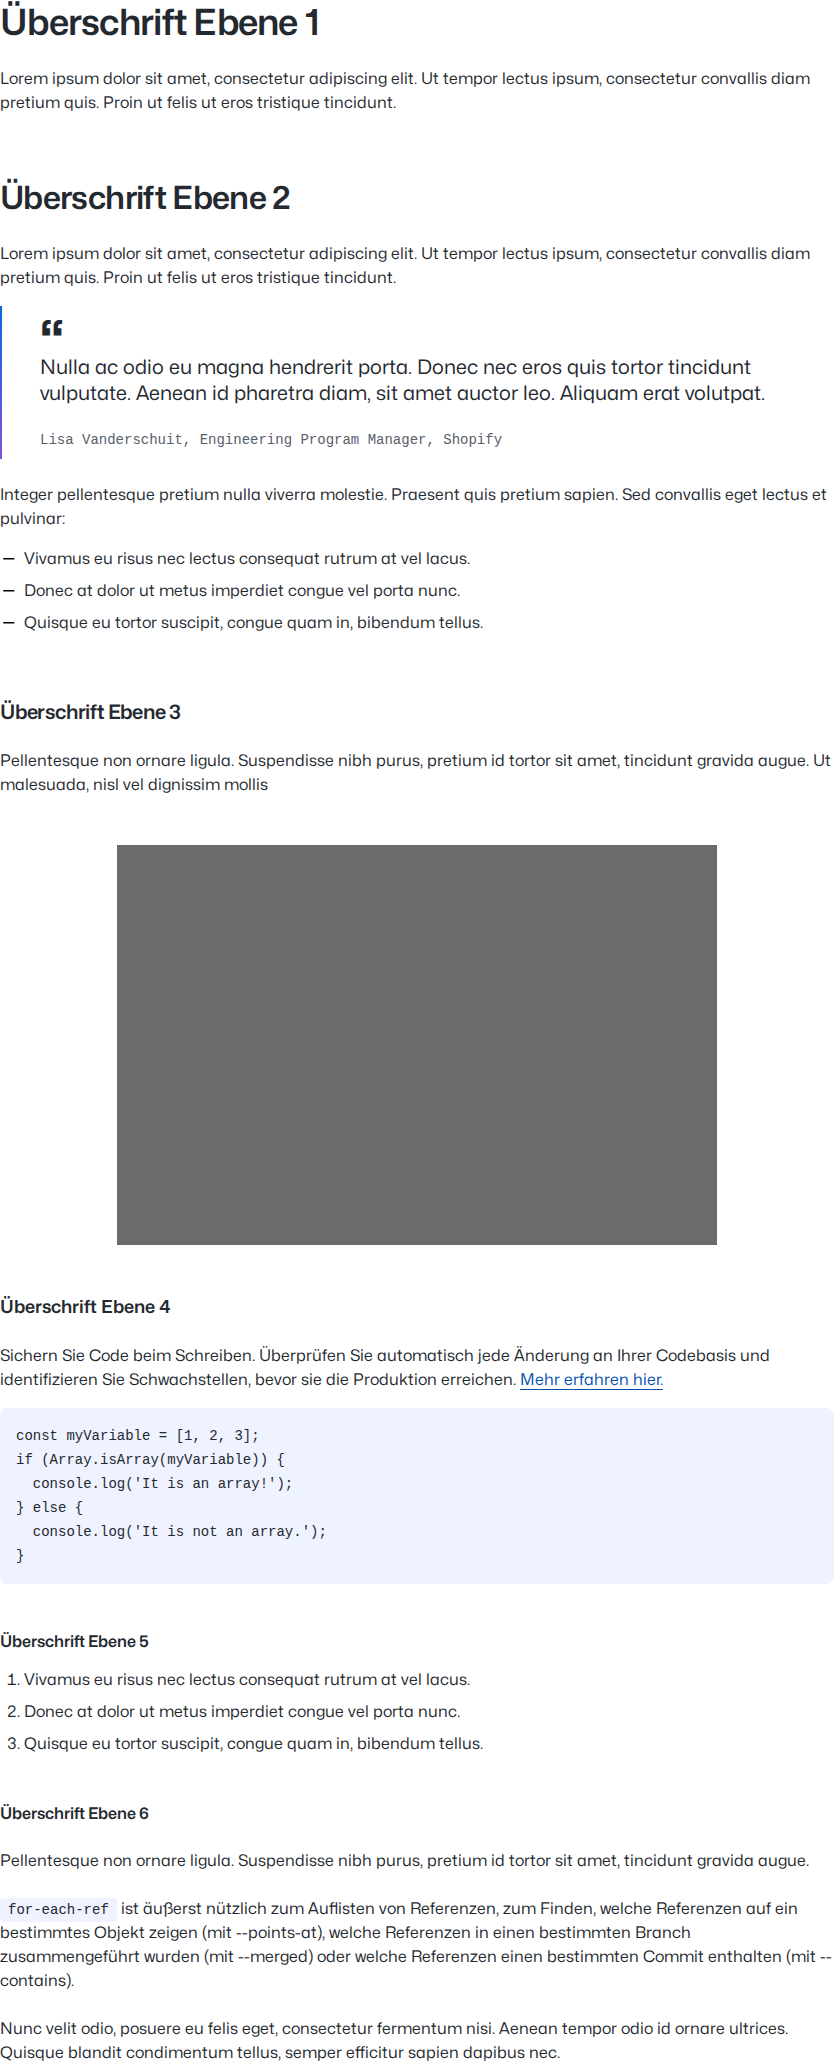 Überschrift Ebene 1
Lorem ipsum dolor sit amet, consectetur adipiscing elit. Ut tempor lectus ipsum, consectetur convallis diam
pretium quis. Proin ut felis ut eros tristique tincidunt.
Überschrift Ebene 2
Lorem ipsum dolor sit amet, consectetur adipiscing elit. Ut tempor lectus ipsum, consectetur convallis diam
pretium quis. Proin ut felis ut eros tristique tincidunt.
“
Nulla ac odio eu magna hendrerit porta. Donec nec eros quis tortor tincidunt
vulputate. Aenean id pharetra diam, sit amet auctor leo. Aliquam erat volutpat.
Lisa Vanderschuit, Engineering Program Manager, Shopify
Integer pellentesque pretium nulla viverra molestie. Praesent quis pretium sapien. Sed convallis eget lectus et
pulvinar:
— Vivamus eu risus nec lectus consequat rutrum at vel lacus.
— Donec at dolor ut metus imperdiet congue vel porta nunc.
— Quisque eu tortor suscipit, congue quam in, bibendum tellus.
Überschrift Ebene 3
Pellentesque non ornare ligula. Suspendisse nibh purus, pretium id tortor sit amet, tincidunt gravida augue. Ut
malesuada, nisl vel dignissim mollis
Überschrift Ebene 4
Sichern Sie Code beim Schreiben. Überprüfen Sie automatisch jede Änderung an Ihrer Codebasis und
identifizieren Sie Schwachstellen, bevor sie die Produktion erreichen. Mehr erfahren hier.
const myVariable = [1, 2, 3];
if (Array.isArray(myVariable)) {
  console.log('It is an array!');
} else {
  console.log('It is not an array.');
}
Überschrift Ebene 5
1. Vivamus eu risus nec lectus consequat rutrum at vel lacus.
2. Donec at dolor ut metus imperdiet congue vel porta nunc.
3. Quisque eu tortor suscipit, congue quam in, bibendum tellus.
Überschrift Ebene 6
Pellentesque non ornare ligula. Suspendisse nibh purus, pretium id tortor sit amet, tincidunt gravida augue.
for-each-ref ist äußerst nützlich zum Auflisten von Referenzen, zum Finden, welche Referenzen auf ein
bestimmtes Objekt zeigen (mit --points-at), welche Referenzen in einen bestimmten Branch
zusammengeführt wurden (mit --merged) oder welche Referenzen einen bestimmten Commit enthalten (mit --
contains).
Nunc velit odio, posuere eu felis eget, consectetur fermentum nisi. Aenean tempor odio id ornare ultrices.
Quisque blandit condimentum tellus, semper efficitur sapien dapibus nec.